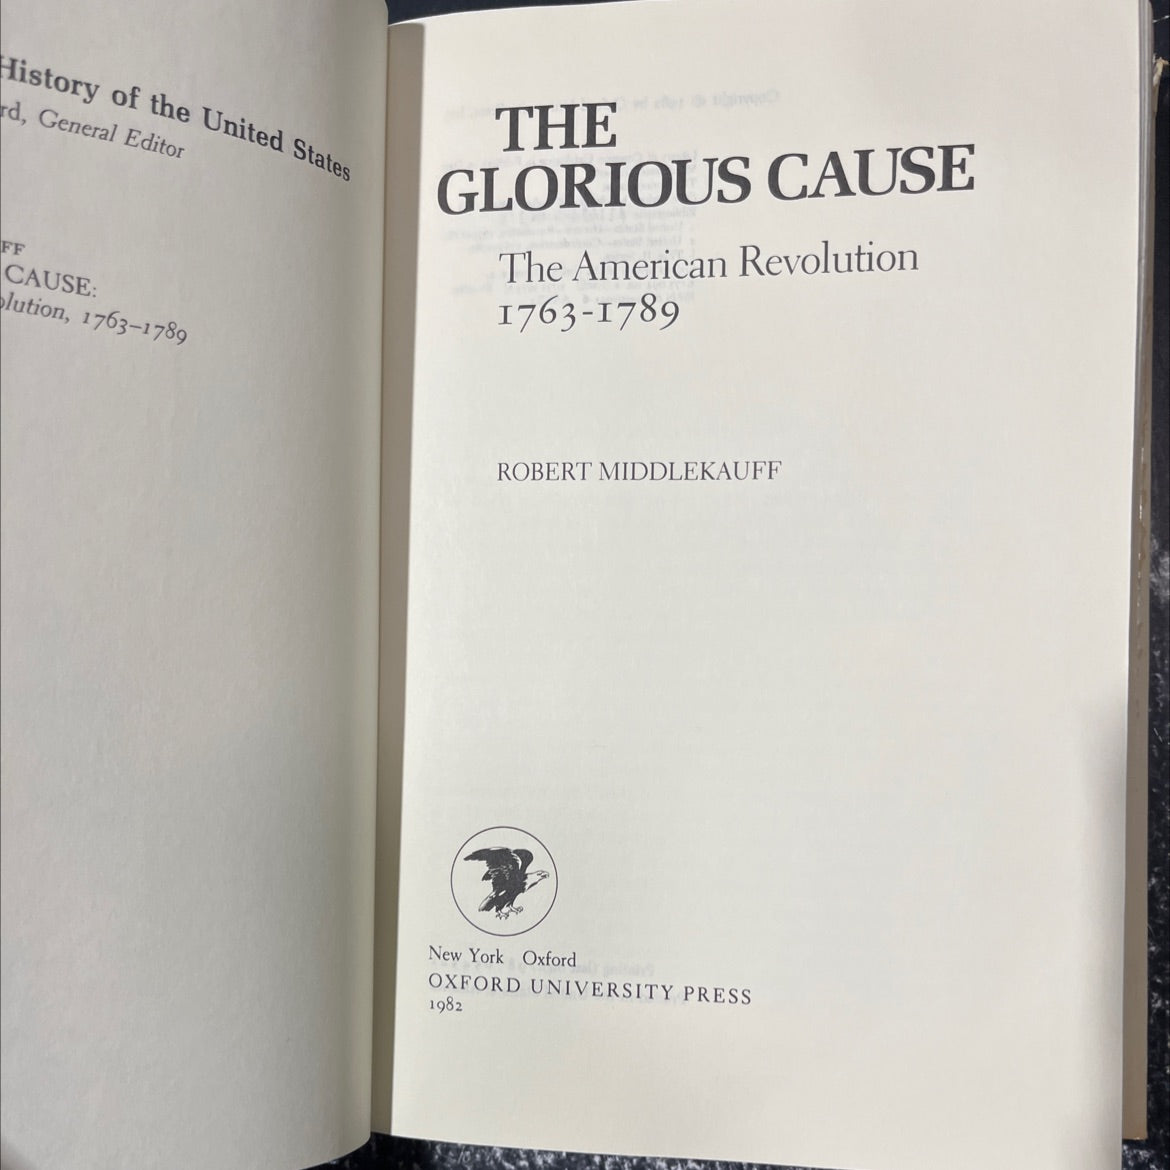 History of the United States
rd, General Editor
FF
CAUSE:
olution, 1763–1789
THE
GLORIOUS CAUSE
The American Revolution
1763-1789
ROBERT MIDDLEKAUFF
New York Oxford
OXFORD UNIVERSITY PRESS
1982